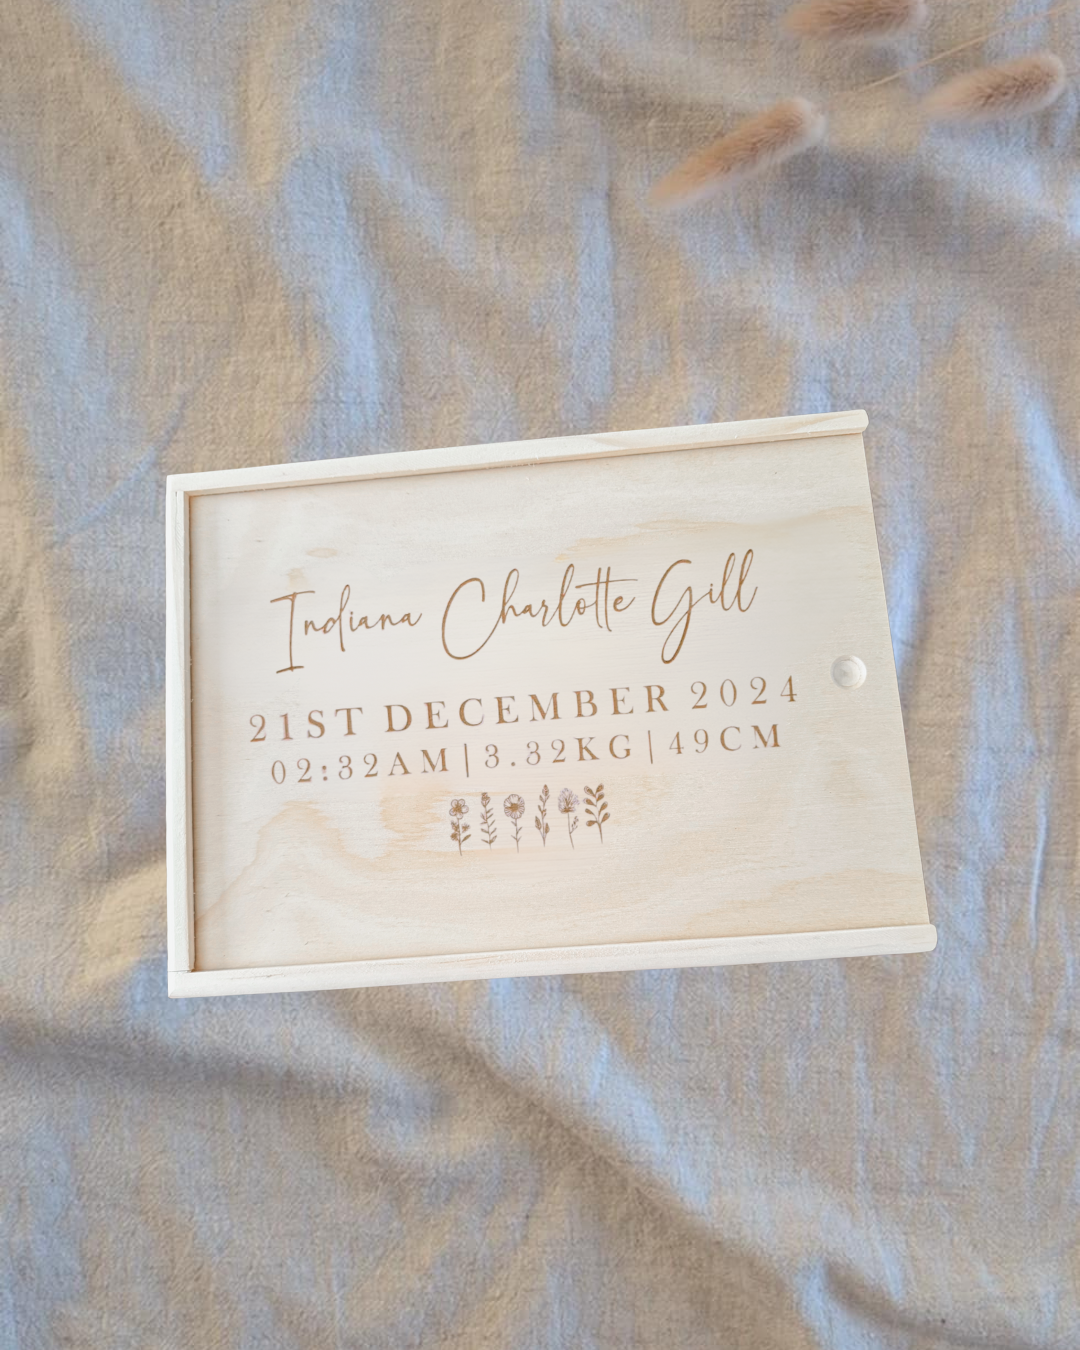 Indiana Charlotte Gill
21ST DECEMBER 2024
02:32AM|3.32KG|49CM